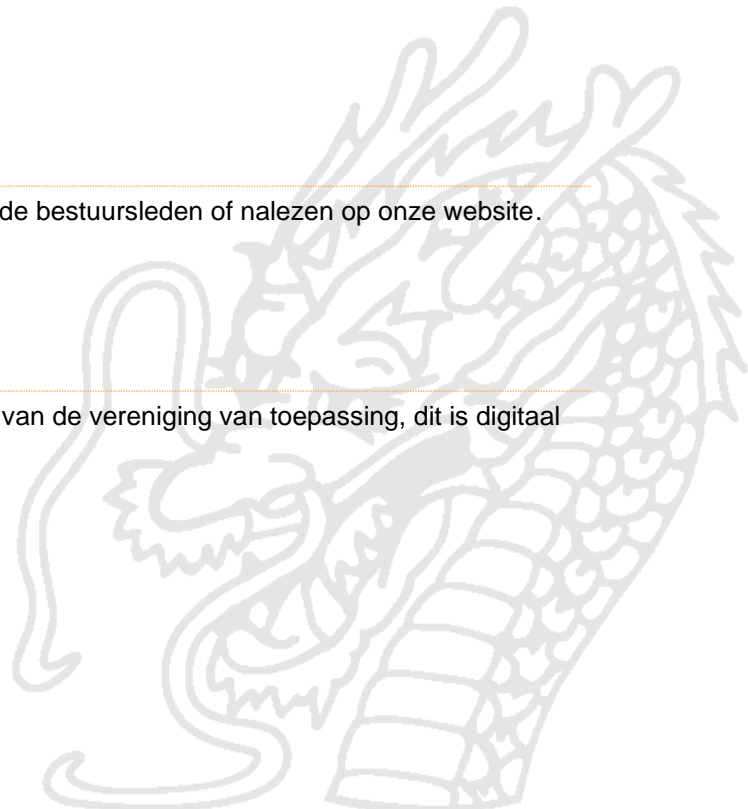 de bestuursleden of nalezen op onze website.
van de vereniging van toepassing, dit is digitaal